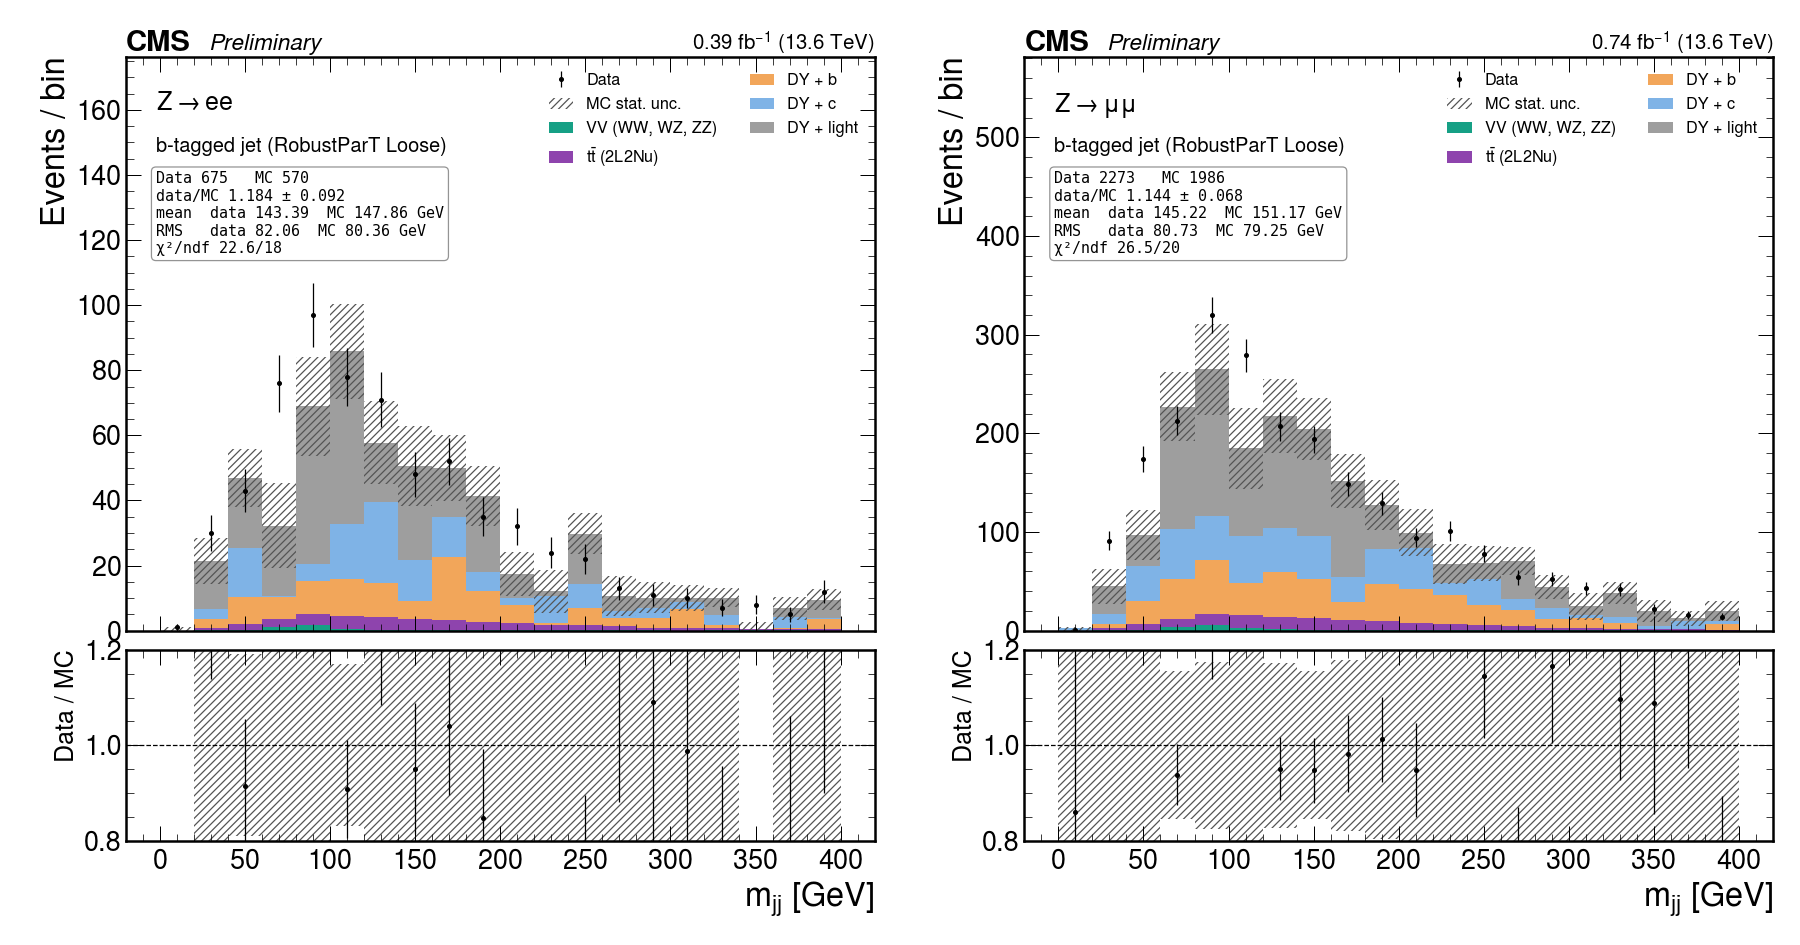 CMS Preliminary 0.39 fb⁻¹ (13.6 TeV)
Events / bin
Z → ee
b-tagged jet (RobustParT Loose)
Data 675   MC 570
data/MC 1.184 ± 0.092
mean  data 143.39  MC 147.86 GeV
RMS   data 82.06  MC 80.36 GeV
χ²/ndf 22.6/18
Data
MC stat. unc.
VV (WW, WZ, ZZ)
tt̄ (2L2Nu)
DY + b
DY + c
DY + light
160
140
120
100
80
60
40
20
0
Data / MC
1.2
1.0
0.8
0 50 100 150 200 250 300 350 400
m_jj [GeV]
CMS Preliminary 0.74 fb⁻¹ (13.6 TeV)
Events / bin
Z → μμ
b-tagged jet (RobustParT Loose)
Data 2273   MC 1986
data/MC 1.144 ± 0.068
mean  data 145.22  MC 151.17 GeV
RMS   data 80.73  MC 79.25 GeV
χ²/ndf 26.5/20
Data
MC stat. unc.
VV (WW, WZ, ZZ)
tt̄ (2L2Nu)
DY + b
DY + c
DY + light
500
400
300
200
100
0
Data / MC
1.2
1.0
0.8
0 50 100 150 200 250 300 350 400
m_jj [GeV]